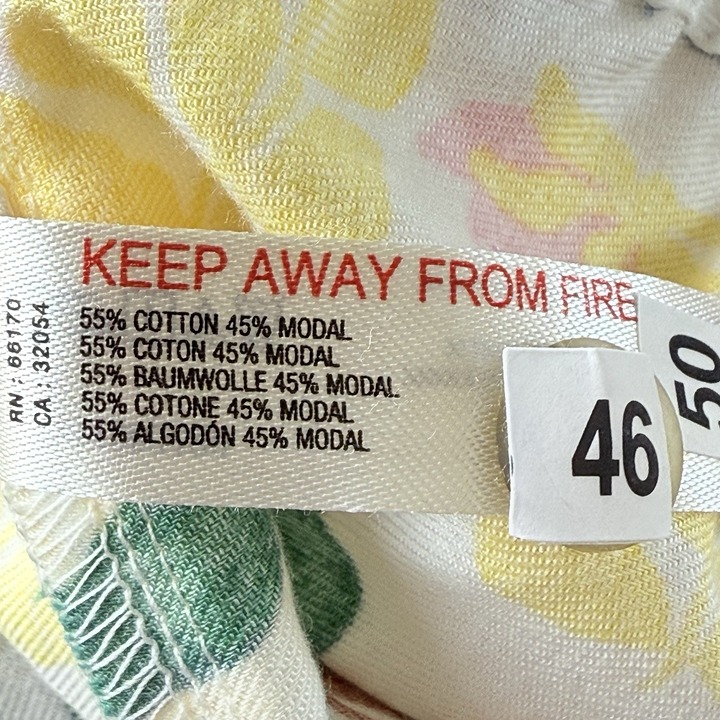 KEEP AWAY FROM FIRE
55% COTTON 45% MODAL
55% COTON 45% MODAL
55% BAUMWOLLE 45% MODAL
55% COTONE 45% MODAL
55% ALGODÓN 45% MODAL
RN : 66170
CA : 32054
46
50